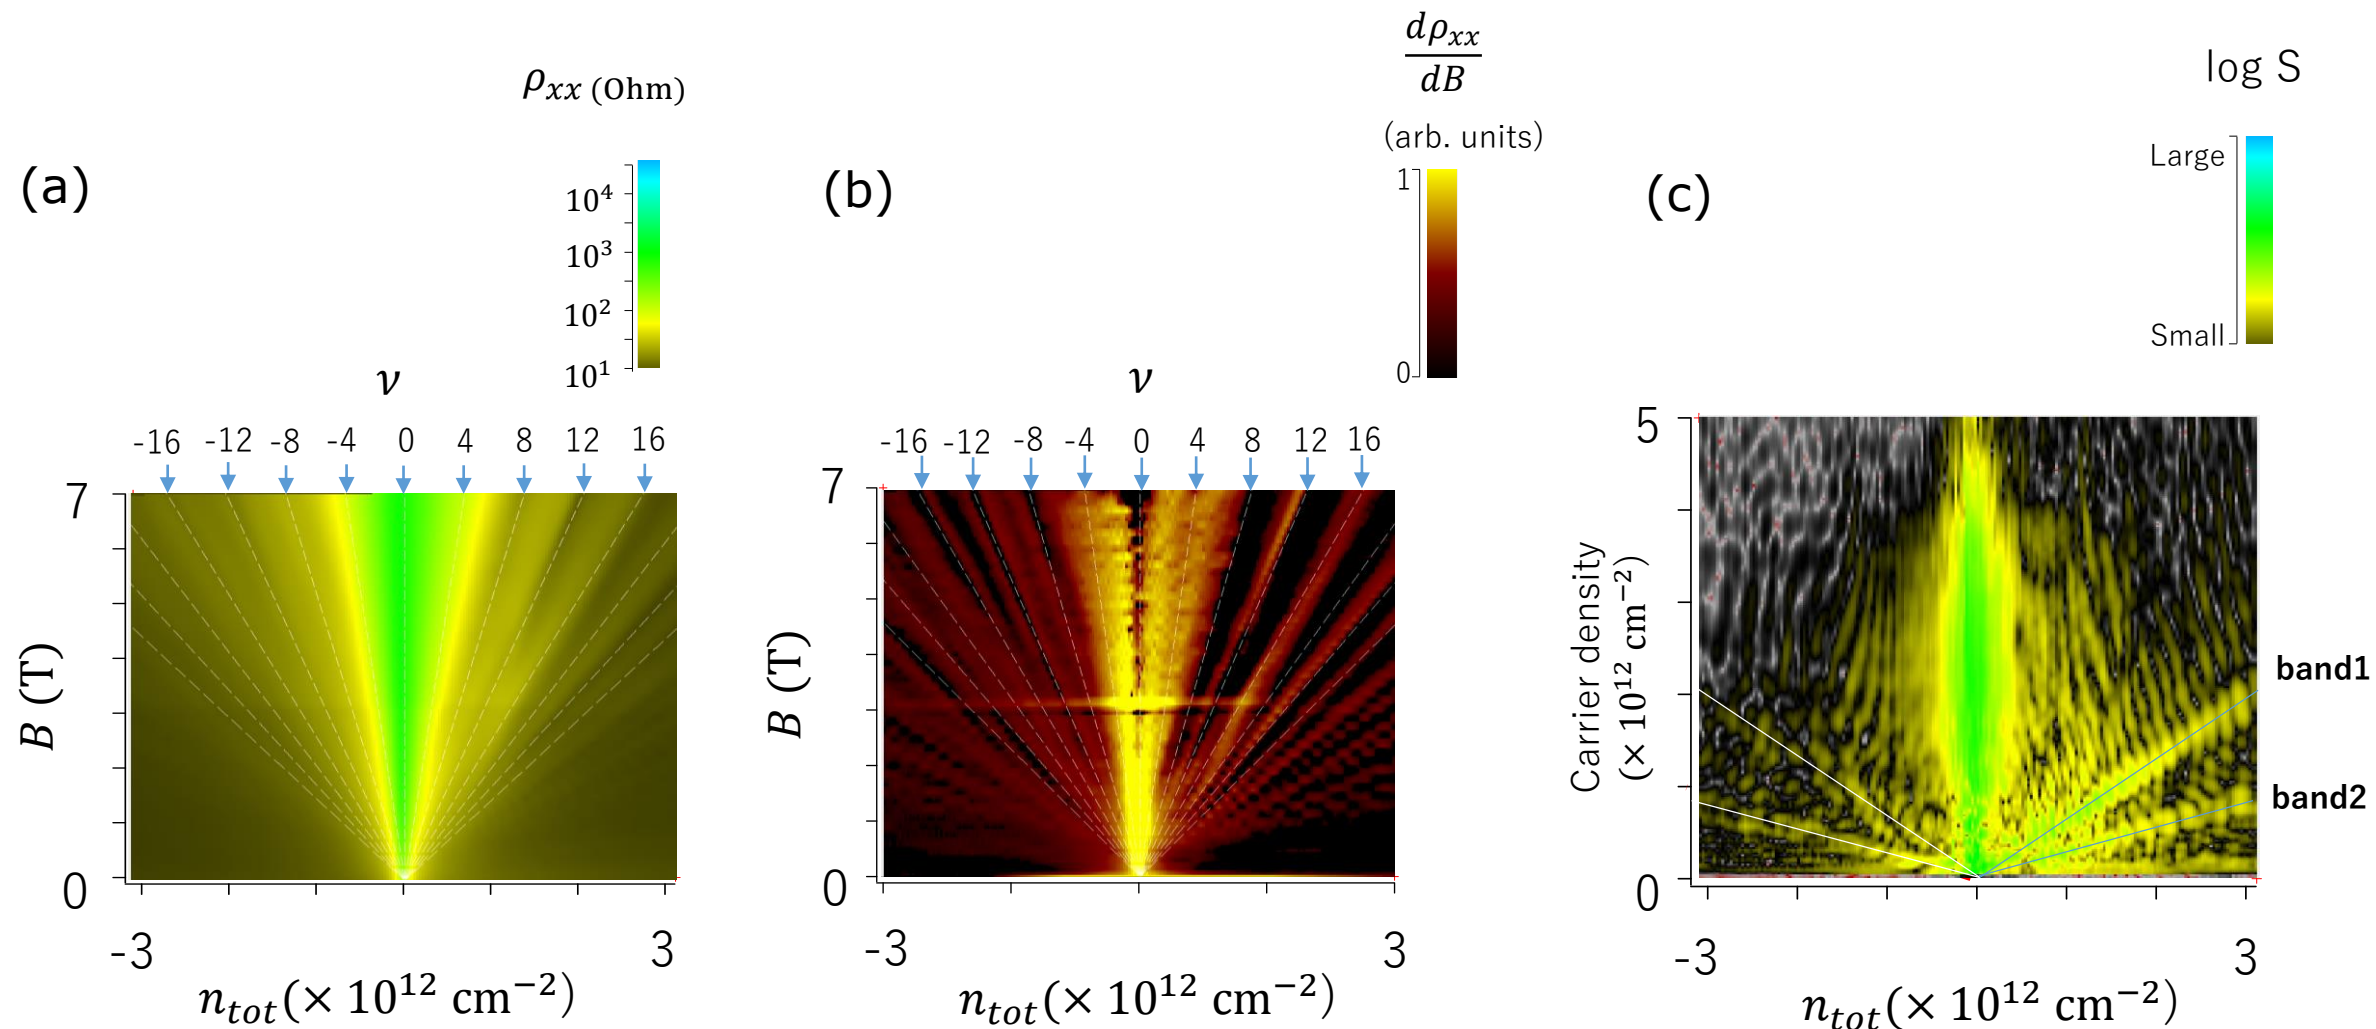 (a)
ρxx (Ohm)
10⁴
10³
10²
10¹
ν
-16 -12 -8 -4 0 4 8 12 16
7
B (T)
0
-3 3
ntot(× 10¹² cm⁻²)
(b)
dρxx
dB
(arb. units)
1
0
ν
-16 -12 -8 -4 0 4 8 12 16
7
B (T)
0
-3 3
ntot(× 10¹² cm⁻²)
(c)
log S
Large
Small
5
Carrier density
(× 10¹² cm⁻²)
0
band1
band2
-3 3
ntot(× 10¹² cm⁻²)